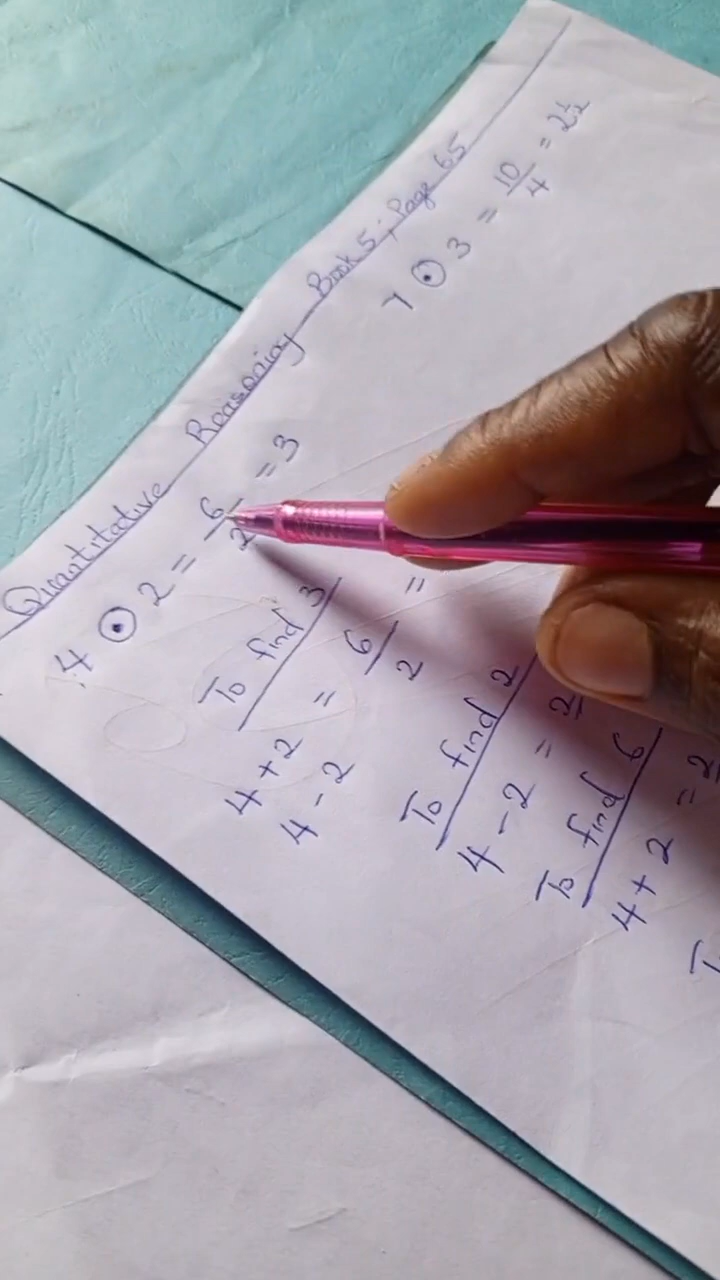 Quantitative Reasoning - Book 5; Page 65
4 ⊙ 2 = 6/2 = 3
7 ⊙ 3 = 10/4 = 2½
To find 3
4 + 2 = 6
4 - 2   2 =
To find 2
4 - 2 = 2
To find 6
4 + 2 = 2